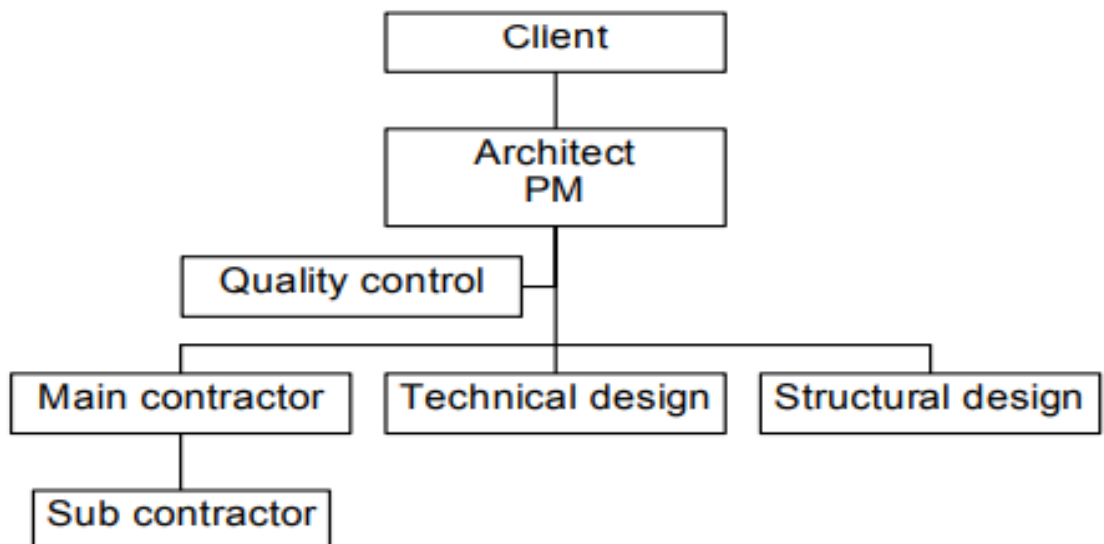 Client
Architect
PM
Quality control
Main contractor
Technical design
Structural design
Sub contractor